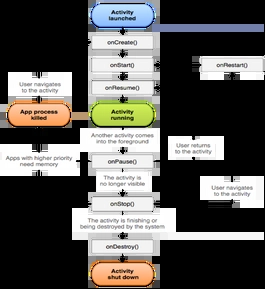 Activity
launched
onCreate()
onStart()
onRestart()
onResume()
User navigates
to the activity
App process
killed
Activity
running
Another activity comes
into the foreground
User returns
to the activity
Apps with higher priority
need memory
onPause()
The activity is
no longer visible
User navigates
to the activity
onStop()
The activity is finishing or
being destroyed by the system
onDestroy()
Activity
shut down